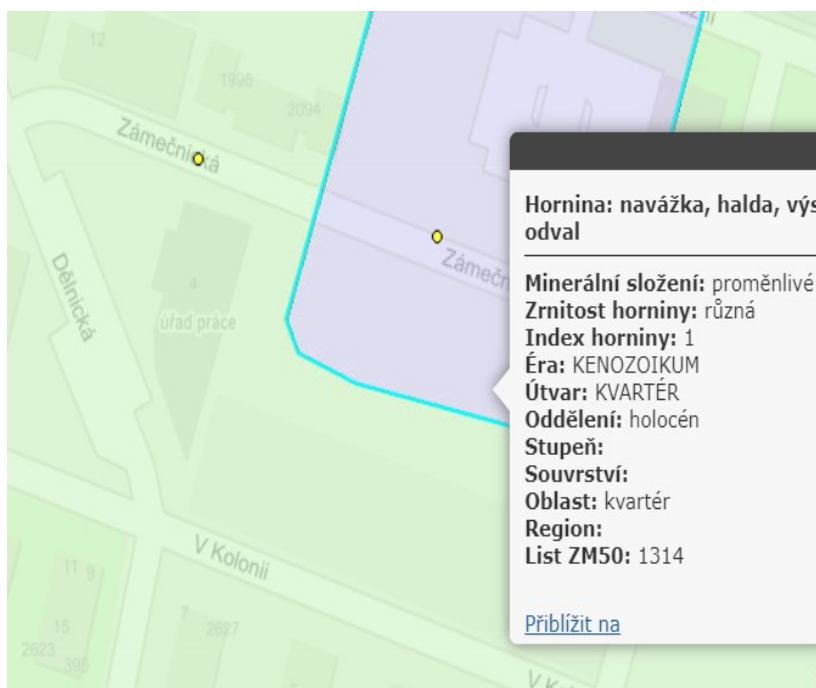 12
1996
2094
Zámečnická
Zámečn
Dělnická
4
úřad práce
V Kolonii
11 9
15
2623
395
7
2627
Hornina: navážka, halda, výs
odval
Minerální složení: proměnlivé
Zrnitost horniny: různá
Index horniny: 1
Éra: KENOZOIKUM
Útvar: KVARTÉR
Oddělení: holocén
Stupeň:
Souvrství:
Oblast: kvartér
Region:
List ZM50: 1314
Přiblížit na